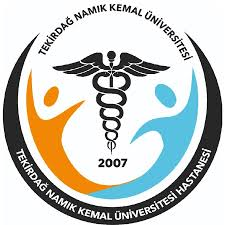 TEKİRDAĞ NAMIK KEMAL ÜNİVERSİTESİ
2007
TEKİRDAĞ NAMIK KEMAL ÜNİVERSİTESİ HASTANESİ